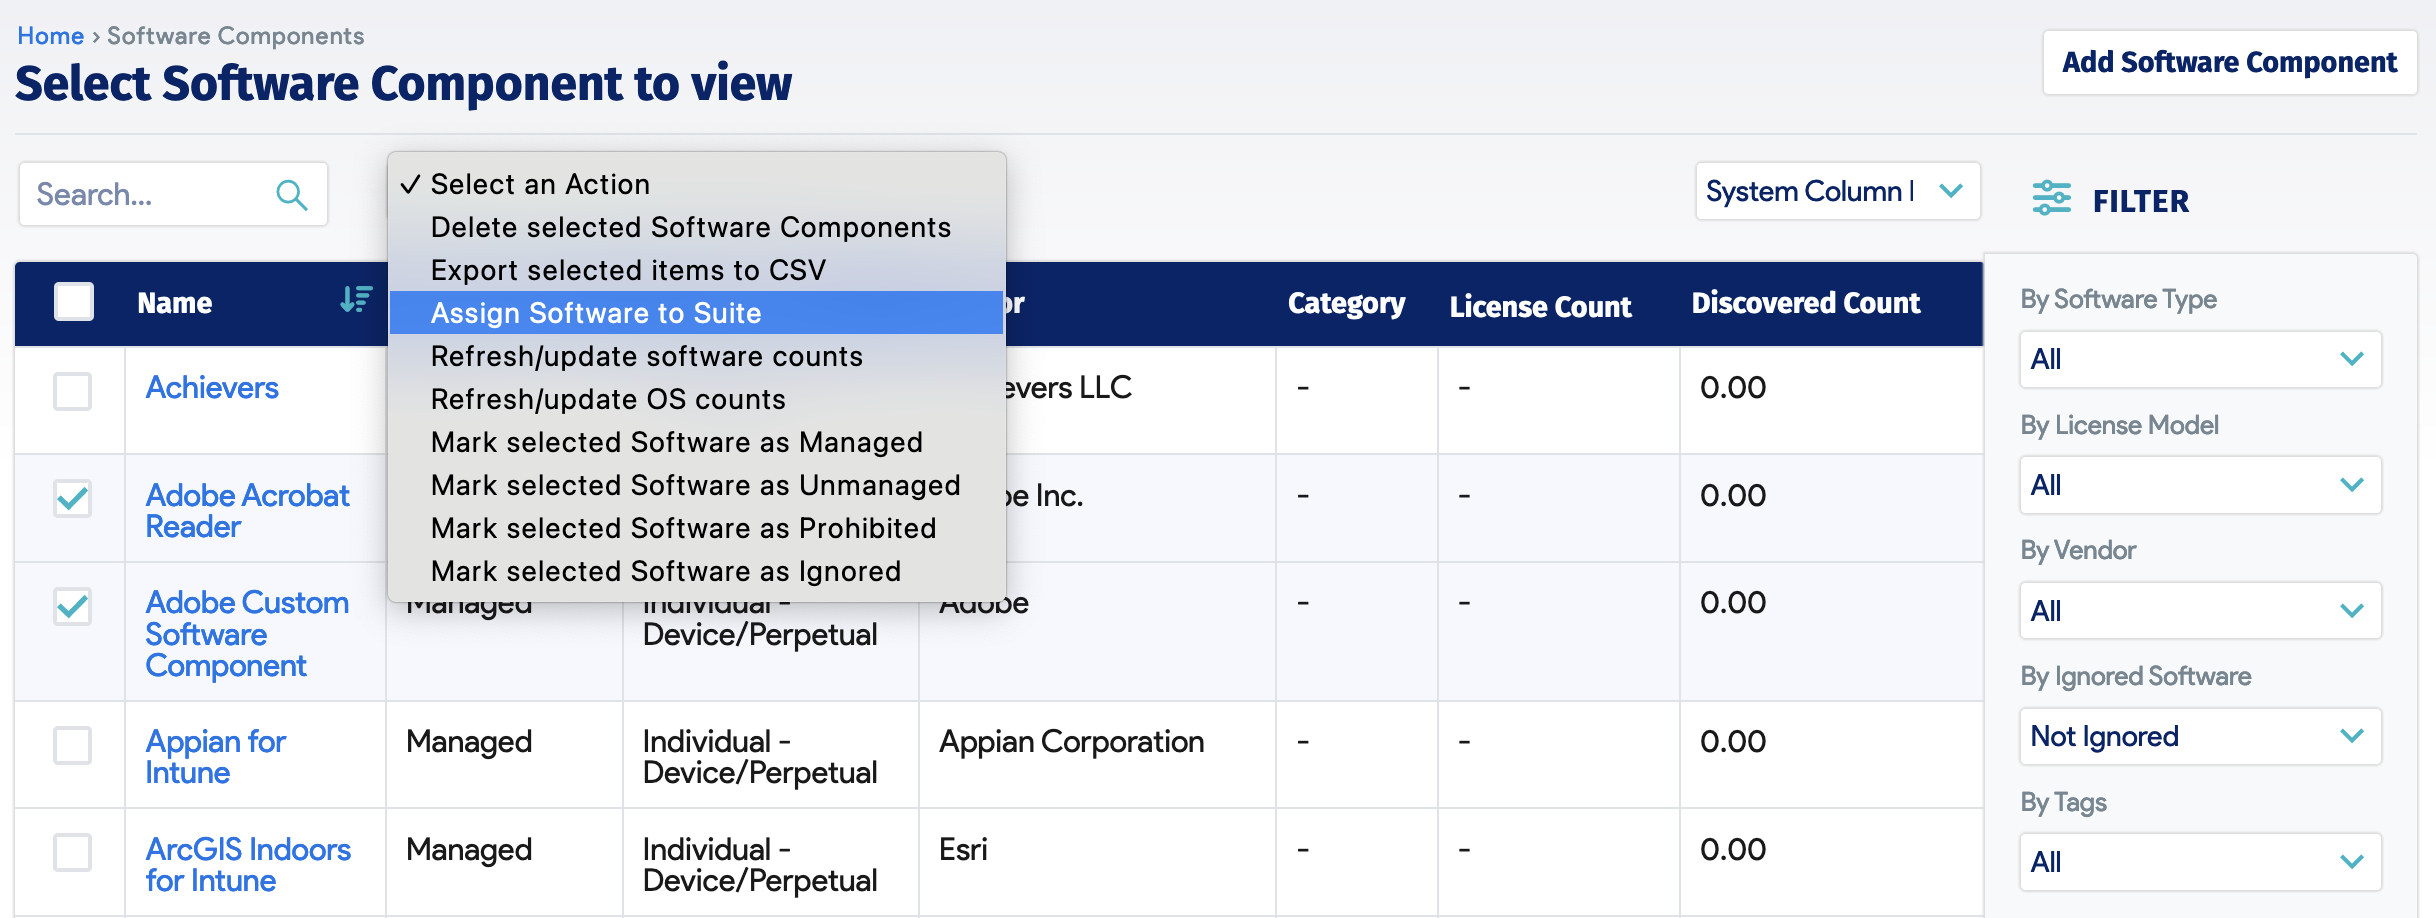 Home › Software Components
Select Software Component to view
Add Software Component
Search...
✓ Select an Action
Delete selected Software Components
Export selected items to CSV
Assign Software to Suite
Refresh/update software counts
Refresh/update OS counts
Mark selected Software as Managed
Mark selected Software as Unmanaged
Mark selected Software as Prohibited
Mark selected Software as Ignored
System Column
FILTER
Name
Category
License Count
Discovered Count
Achievers
LLC
-
-
0.00
Adobe Acrobat
Reader
Inc.
-
-
0.00
Adobe Custom
Software
Component
Managed
Individual -
Device/Perpetual
Adobe
-
-
0.00
Appian for
Intune
Managed
Individual -
Device/Perpetual
Appian Corporation
-
-
0.00
ArcGIS Indoors
for Intune
Managed
Individual -
Device/Perpetual
Esri
-
-
0.00
By Software Type
All
By License Model
All
By Vendor
All
By Ignored Software
Not Ignored
By Tags
All